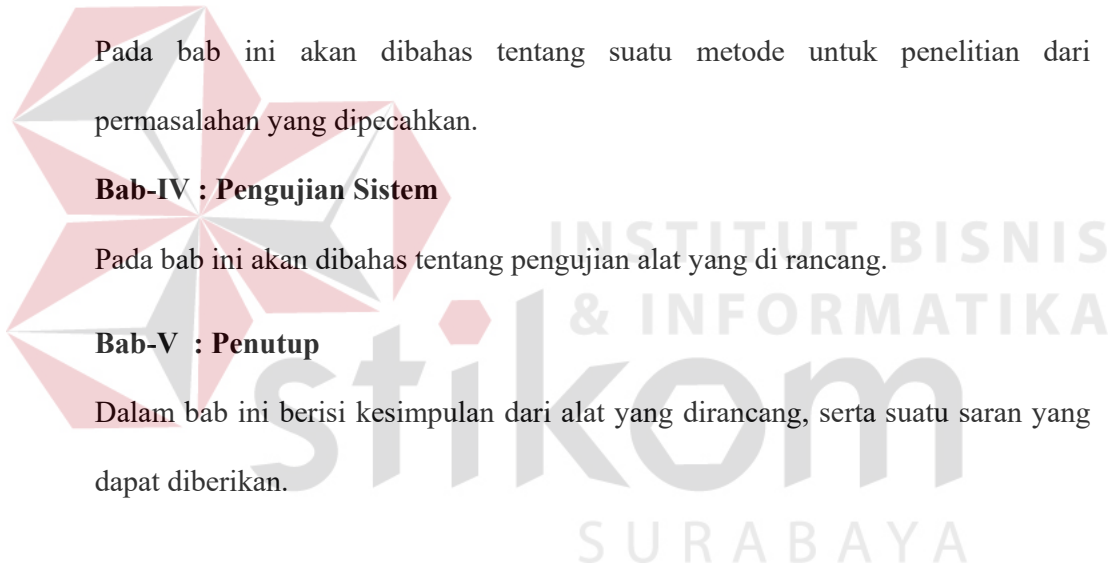 Pada bab ini akan dibahas tentang suatu metode untuk penelitian dari
permasalahan yang dipecahkan.
Bab-IV : Pengujian Sistem
Pada bab ini akan dibahas tentang pengujian alat yang di rancang.
Bab-V : Penutup
Dalam bab ini berisi kesimpulan dari alat yang dirancang, serta suatu saran yang
dapat diberikan.
INSTITUT BISNIS
& INFORMATIKA
stikom
SURABAYA